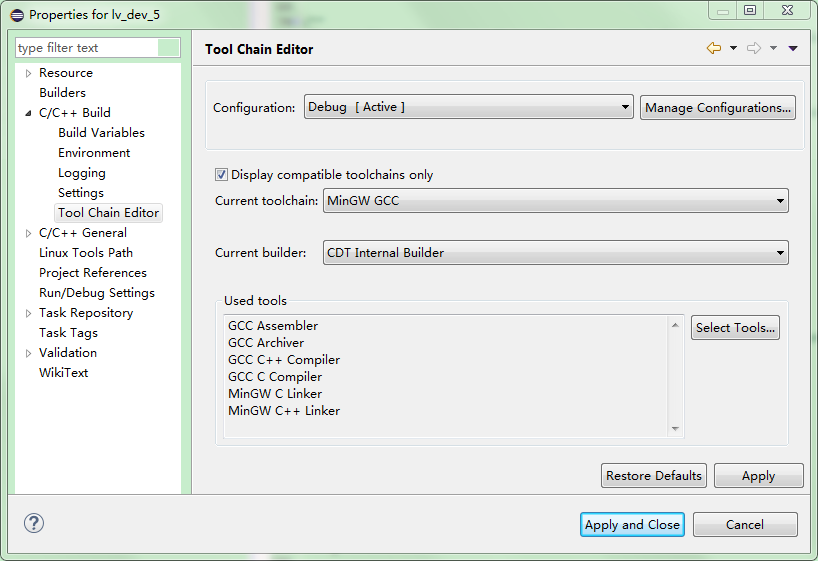 Properties for lv_dev_5
type filter text
Resource
Builders
C/C++ Build
Build Variables
Environment
Logging
Settings
Tool Chain Editor
C/C++ General
Linux Tools Path
Project References
Run/Debug Settings
Task Repository
Task Tags
Validation
WikiText
Tool Chain Editor
Configuration: Debug [ Active ] Manage Configurations...
Display compatible toolchains only
Current toolchain: MinGW GCC
Current builder: CDT Internal Builder
Used tools
GCC Assembler
GCC Archiver
GCC C++ Compiler
GCC C Compiler
MinGW C Linker
MinGW C++ Linker
Select Tools...
Restore Defaults Apply
? Apply and Close Cancel